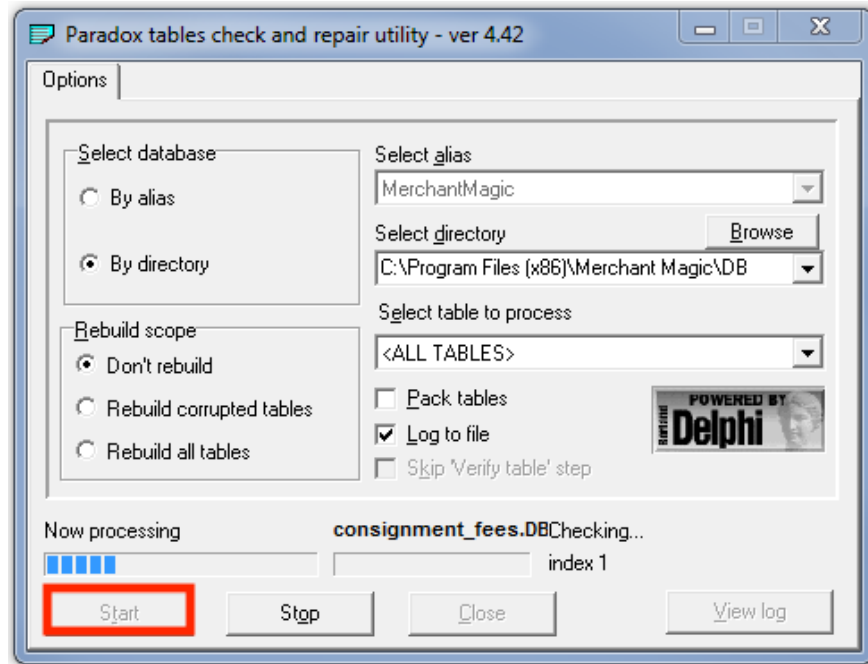 Paradox tables check and repair utility - ver 4.42
Options
Select database
By alias
By directory
Select alias
MerchantMagic
Select directory
Browse
C:\Program Files (x86)\Merchant Magic\DB
Rebuild scope
Don't rebuild
Rebuild corrupted tables
Rebuild all tables
Select table to process
<ALL TABLES>
Pack tables
Log to file
Skip 'Verify table' step
POWERED BY
Borland
Delphi
Now processing
consignment_fees.DB
Checking...
index 1
Start
Stop
Close
View log